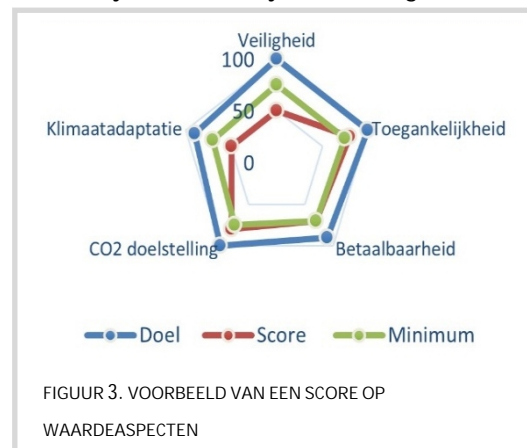 Veiligheid
100
50
Klimaatadaptatie
Toegankelijkheid
0
CO2 doelstelling
Betaalbaarheid
Doel
Score
Minimum
FIGUUR 3. VOORBEELD VAN EEN SCORE OP
WAARDEASPECTEN